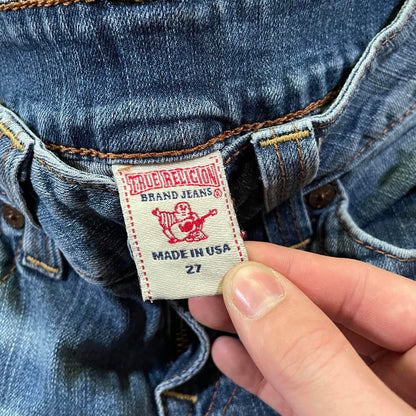 TRUE RELIGION
BRAND JEANS®
MADE IN USA
27